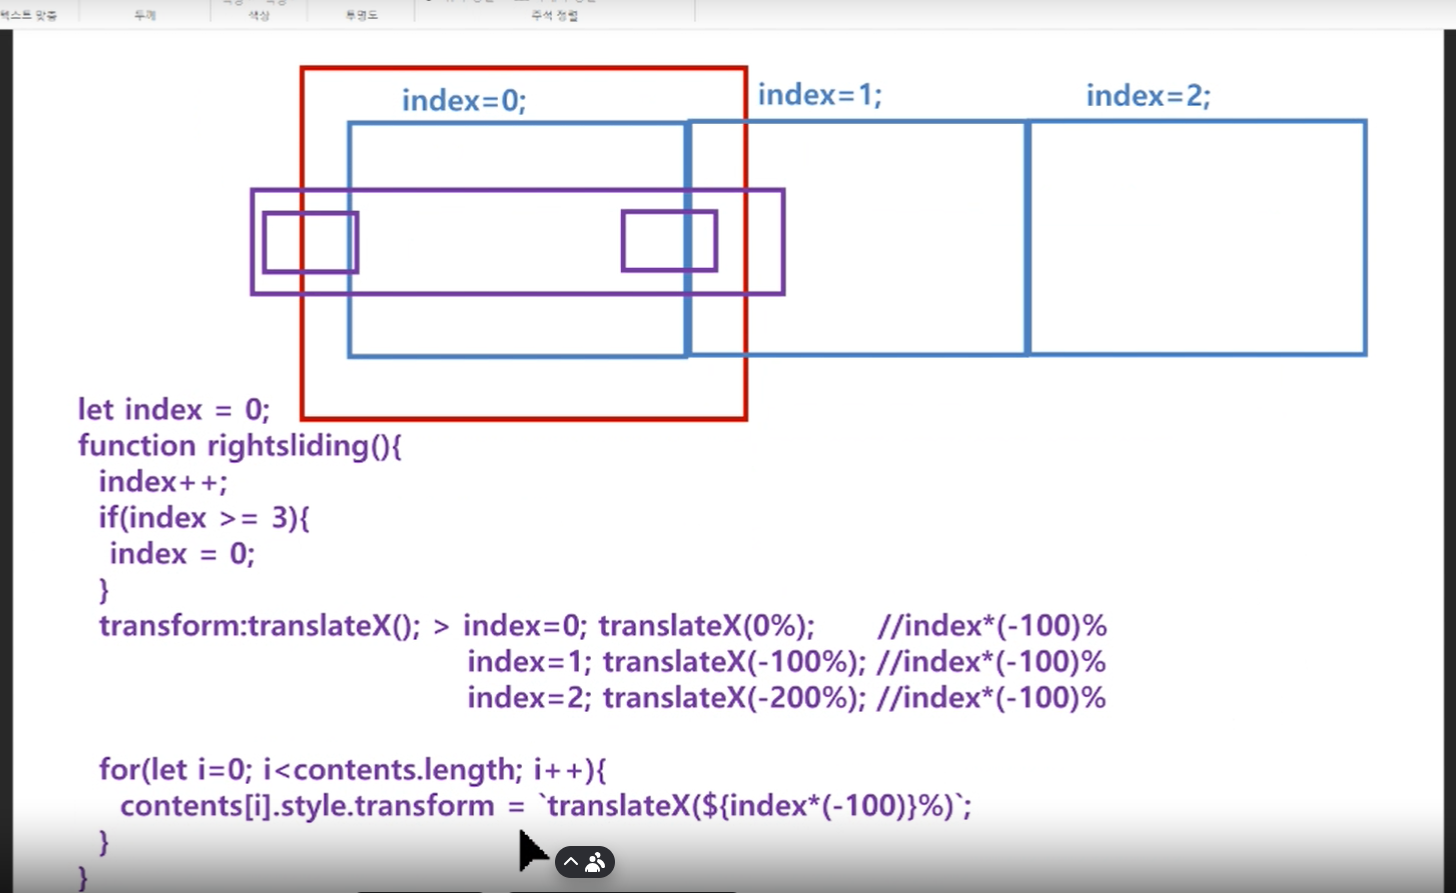 텍스트 맞춤
두께
색상
투명도
주석 정렬
index=0;
index=1;
index=2;
let index = 0;
function rightsliding(){
index++;
if(index >= 3){
index = 0;
}
transform:translateX(); > index=0; translateX(0%); //index*(-100)%
index=1; translateX(-100%); //index*(-100)%
index=2; translateX(-200%); //index*(-100)%
for(let i=0; i<contents.length; i++){
contents[i].style.transform = `translateX(${index*(-100)}%)`;
}
}